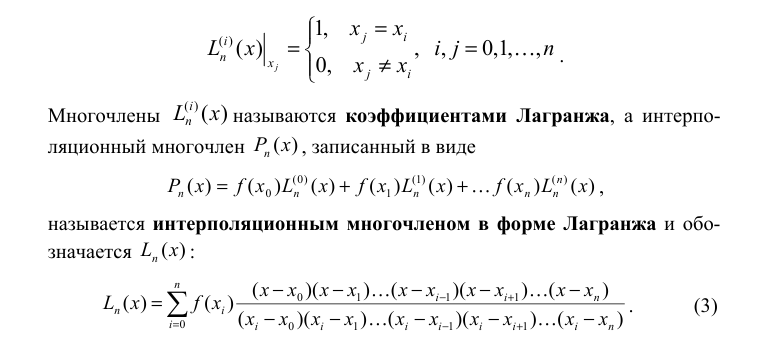 L_n^{(i)}(x)|_{x_j} = {1, x_j = x_i; 0, x_j ≠ x_i, i, j = 0,1,…,n .
Многочлены L_n^{(i)}(x) называются коэффициентами Лагранжа, а интерпо-
ляционный многочлен P_n(x), записанный в виде
P_n(x) = f(x_0)L_n^{(0)}(x) + f(x_1)L_n^{(1)}(x) + … f(x_n)L_n^{(n)}(x) ,
называется интерполяционным многочленом в форме Лагранжа и обо-
значается L_n(x) :
L_n(x) = \sum_{i=0}^{n} f(x_i) \frac{(x-x_0)(x-x_1)…(x-x_{i-1})(x-x_{i+1})…(x-x_n)}{(x_i-x_0)(x_i-x_1)…(x_i-x_{i-1})(x_i-x_{i+1})…(x_i-x_n)} . (3)